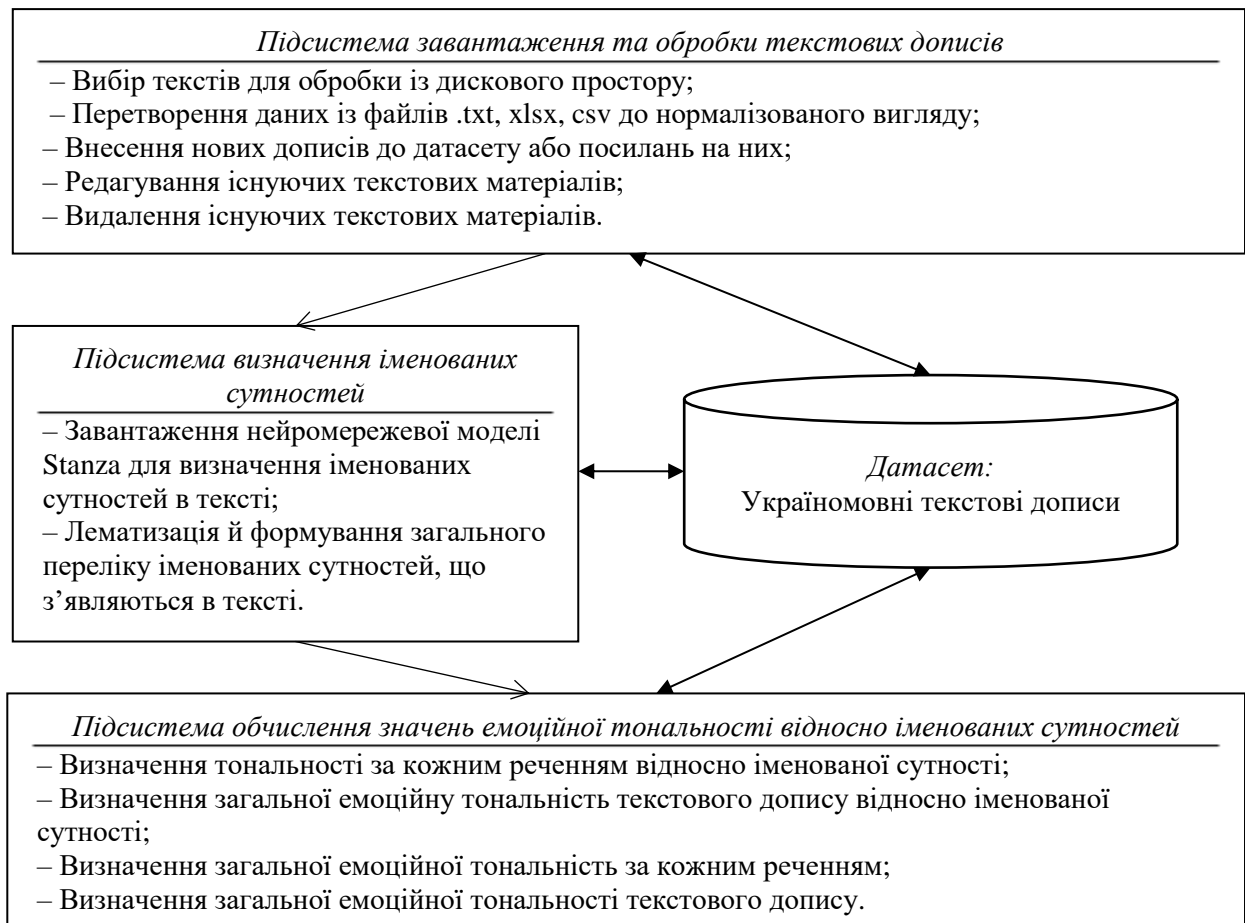 Підсистема завантаження та обробки текстових дописів
– Вибір текстів для обробки із дискового простору;
– Перетворення даних із файлів .txt, xlsx, csv до нормалізованого вигляду;
– Внесення нових дописів до датасету або посилань на них;
– Редагування існуючих текстових матеріалів;
– Видалення існуючих текстових матеріалів.
Підсистема визначення іменованих
сутностей
– Завантаження нейромережевої моделі
Stanza для визначення іменованих
сутностей в тексті;
– Лематизація й формування загального
переліку іменованих сутностей, що
з’являються в тексті.
Датасет:
Україномовні текстові дописи
Підсистема обчислення значень емоційної тональності відносно іменованих сутностей
– Визначення тональності за кожним реченням відносно іменованої сутності;
– Визначення загальної емоційну тональність текстового допису відносно іменованої
сутності;
– Визначення загальної емоційної тональність за кожним реченням;
– Визначення загальної емоційної тональності текстового допису.